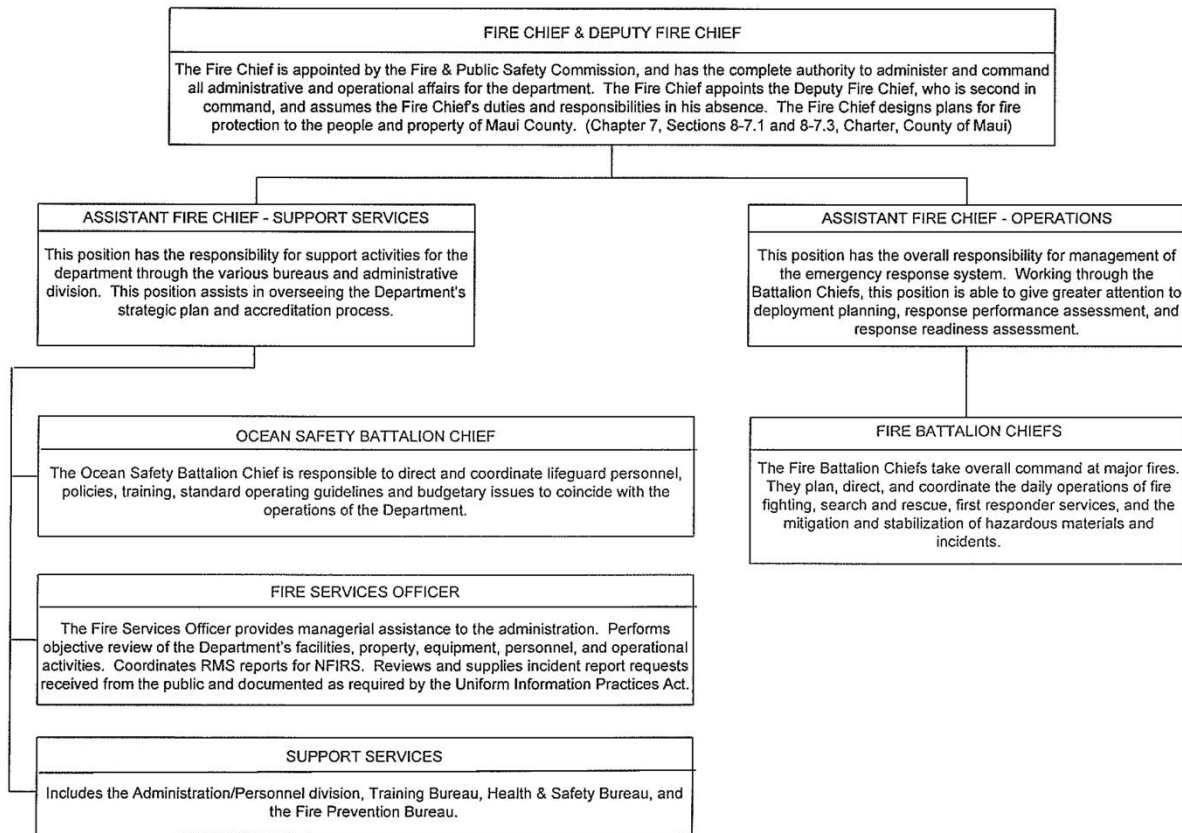 FIRE CHIEF & DEPUTY FIRE CHIEF
The Fire Chief is appointed by the Fire & Public Safety Commission, and has the complete authority to administer and command
all administrative and operational affairs for the department. The Fire Chief appoints the Deputy Fire Chief, who is second in
command, and assumes the Fire Chief's duties and responsibilities in his absence. The Fire Chief designs plans for fire
protection to the people and property of Maui County. (Chapter 7, Sections 8-7.1 and 8-7.3, Charter, County of Maui)
ASSISTANT FIRE CHIEF - SUPPORT SERVICES
This position has the responsibility for support activities for the
department through the various bureaus and administrative
division. This position assists in overseeing the Department's
strategic plan and accreditation process.
ASSISTANT FIRE CHIEF - OPERATIONS
This position has the overall responsibility for management of
the emergency response system. Working through the
Battalion Chiefs, this position is able to give greater attention to
deployment planning, response performance assessment, and
response readiness assessment.
OCEAN SAFETY BATTALION CHIEF
The Ocean Safety Battalion Chief is responsible to direct and coordinate lifeguard personnel,
policies, training, standard operating guidelines and budgetary issues to coincide with the
operations of the Department.
FIRE BATTALION CHIEFS
The Fire Battalion Chiefs take overall command at major fires.
They plan, direct, and coordinate the daily operations of fire
fighting, search and rescue, first responder services, and the
mitigation and stabilization of hazardous materials and
incidents.
FIRE SERVICES OFFICER
The Fire Services Officer provides managerial assistance to the administration. Performs
objective review of the Department's facilities, property, equipment, personnel, and operational
activities. Coordinates RMS reports for NFIRS. Reviews and supplies incident report requests
received from the public and documented as required by the Uniform Information Practices Act.
SUPPORT SERVICES
Includes the Administration/Personnel division, Training Bureau, Health & Safety Bureau, and
the Fire Prevention Bureau.